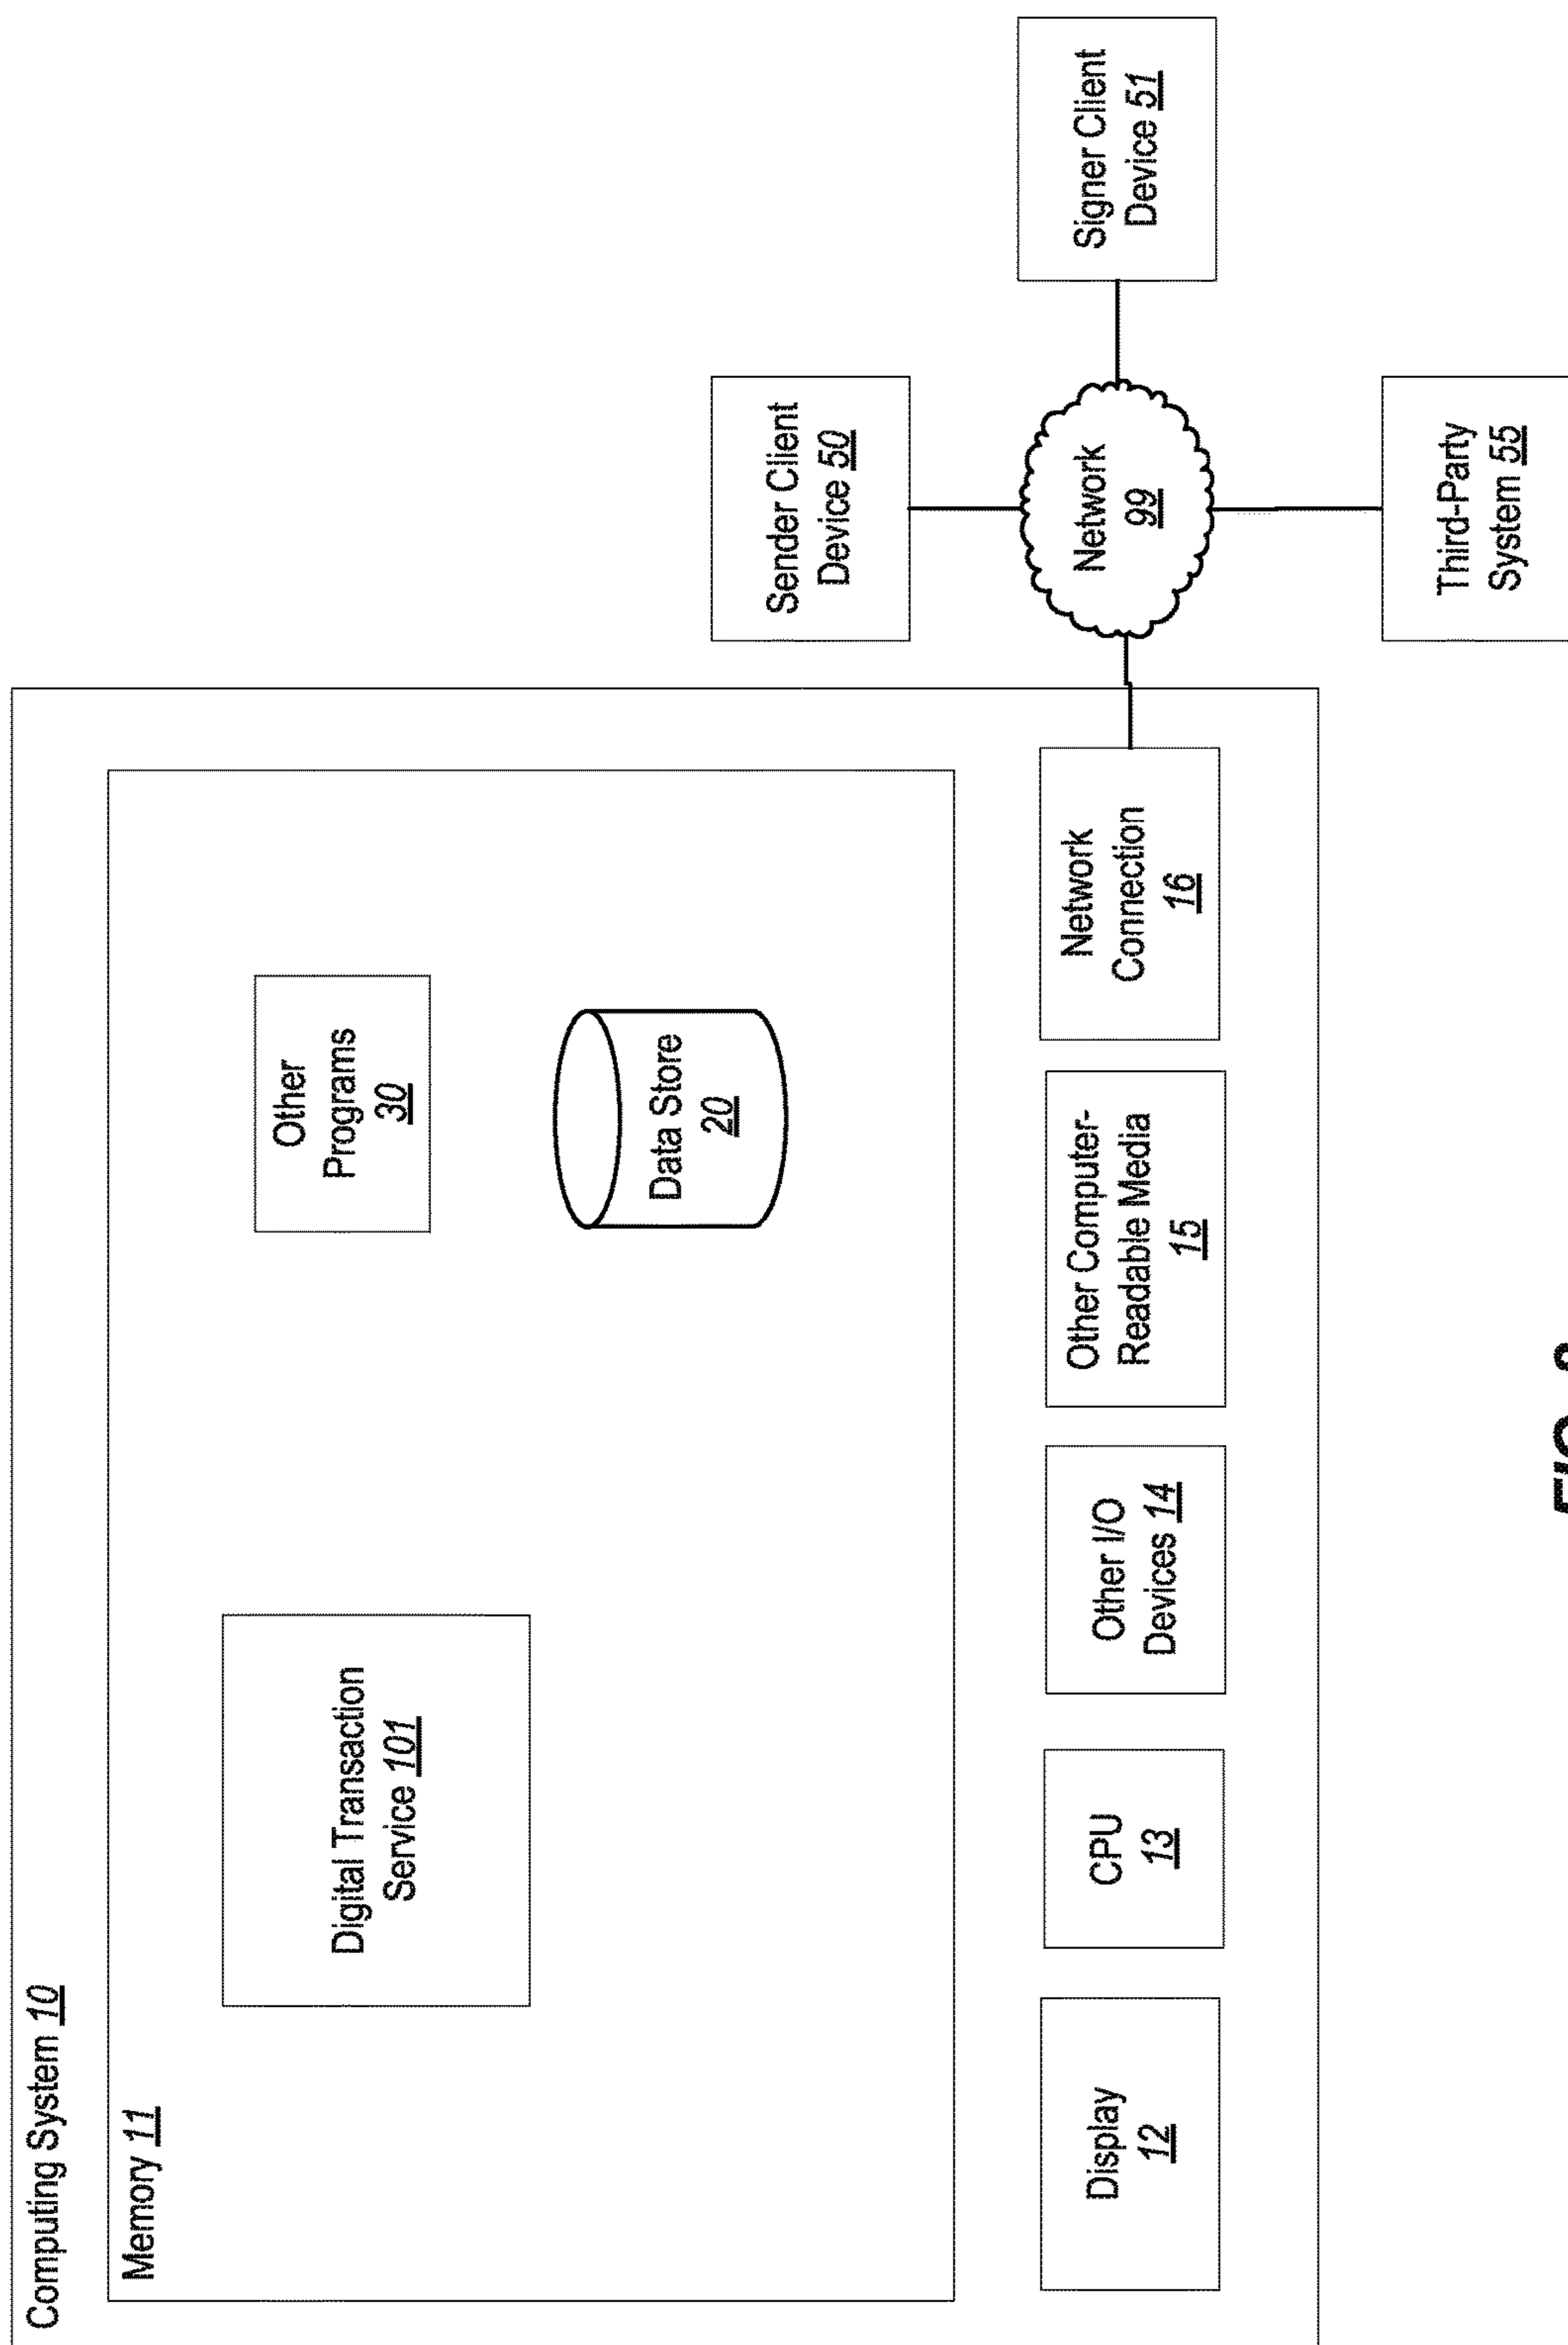 Computing System 10
Memory 11
Digital Transaction
Service 101
Other
Programs
30
Data Store
20
Display
12
CPU
13
Other I/O
Devices 14
Other Computer-
Readable Media
15
Network
Connection
16
Sender Client
Device 50
Network
99
Signer Client
Device 51
Third-Party
System 55
FIG.